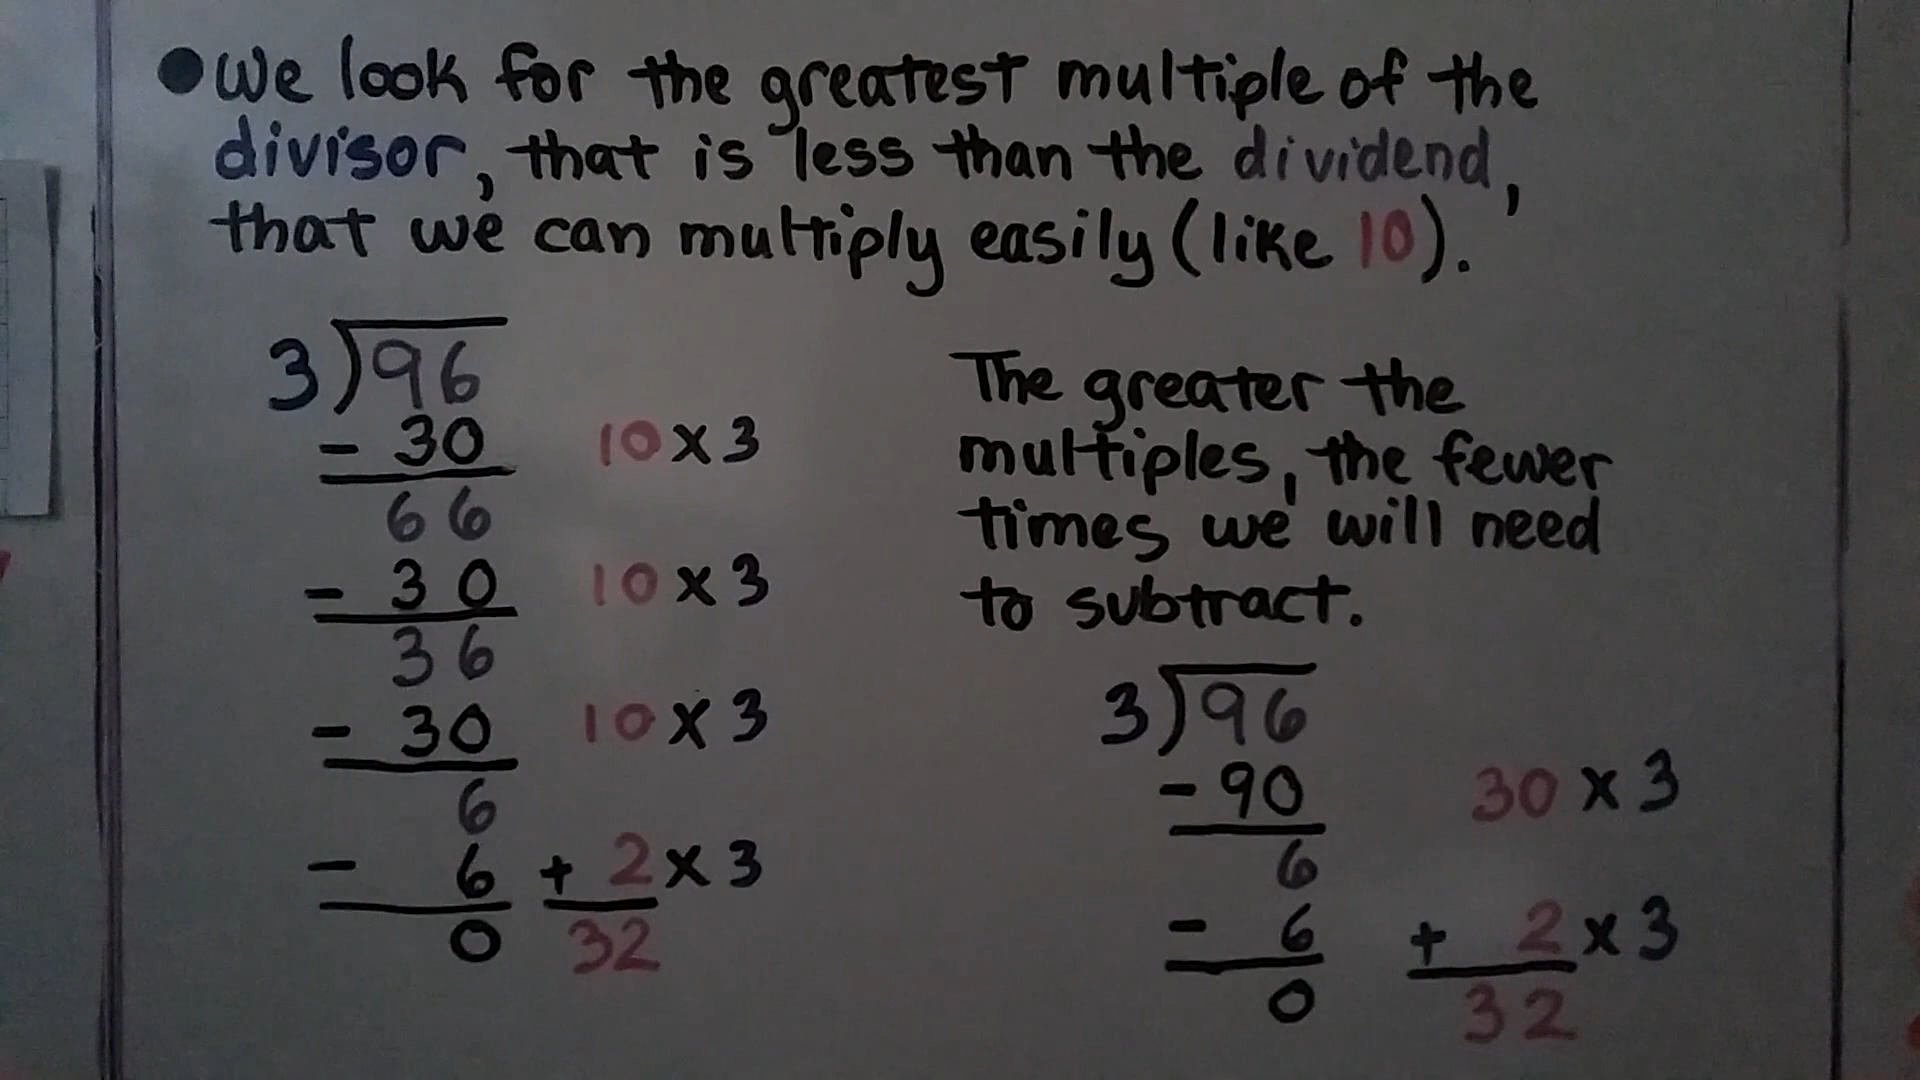 ●We look for the greatest multiple of the
divisor, that is less than the dividend,
that we can multiply easily (like 10).
3)96
- 30 10 x 3
66
- 30 10 x 3
36
- 30 10 x 3
6
- 6 + 2 x 3
0 32
The greater the
multiples, the fewer
times we will need
to subtract.
3)96
- 90 30 x 3
6
- 6 + 2 x 3
0 32